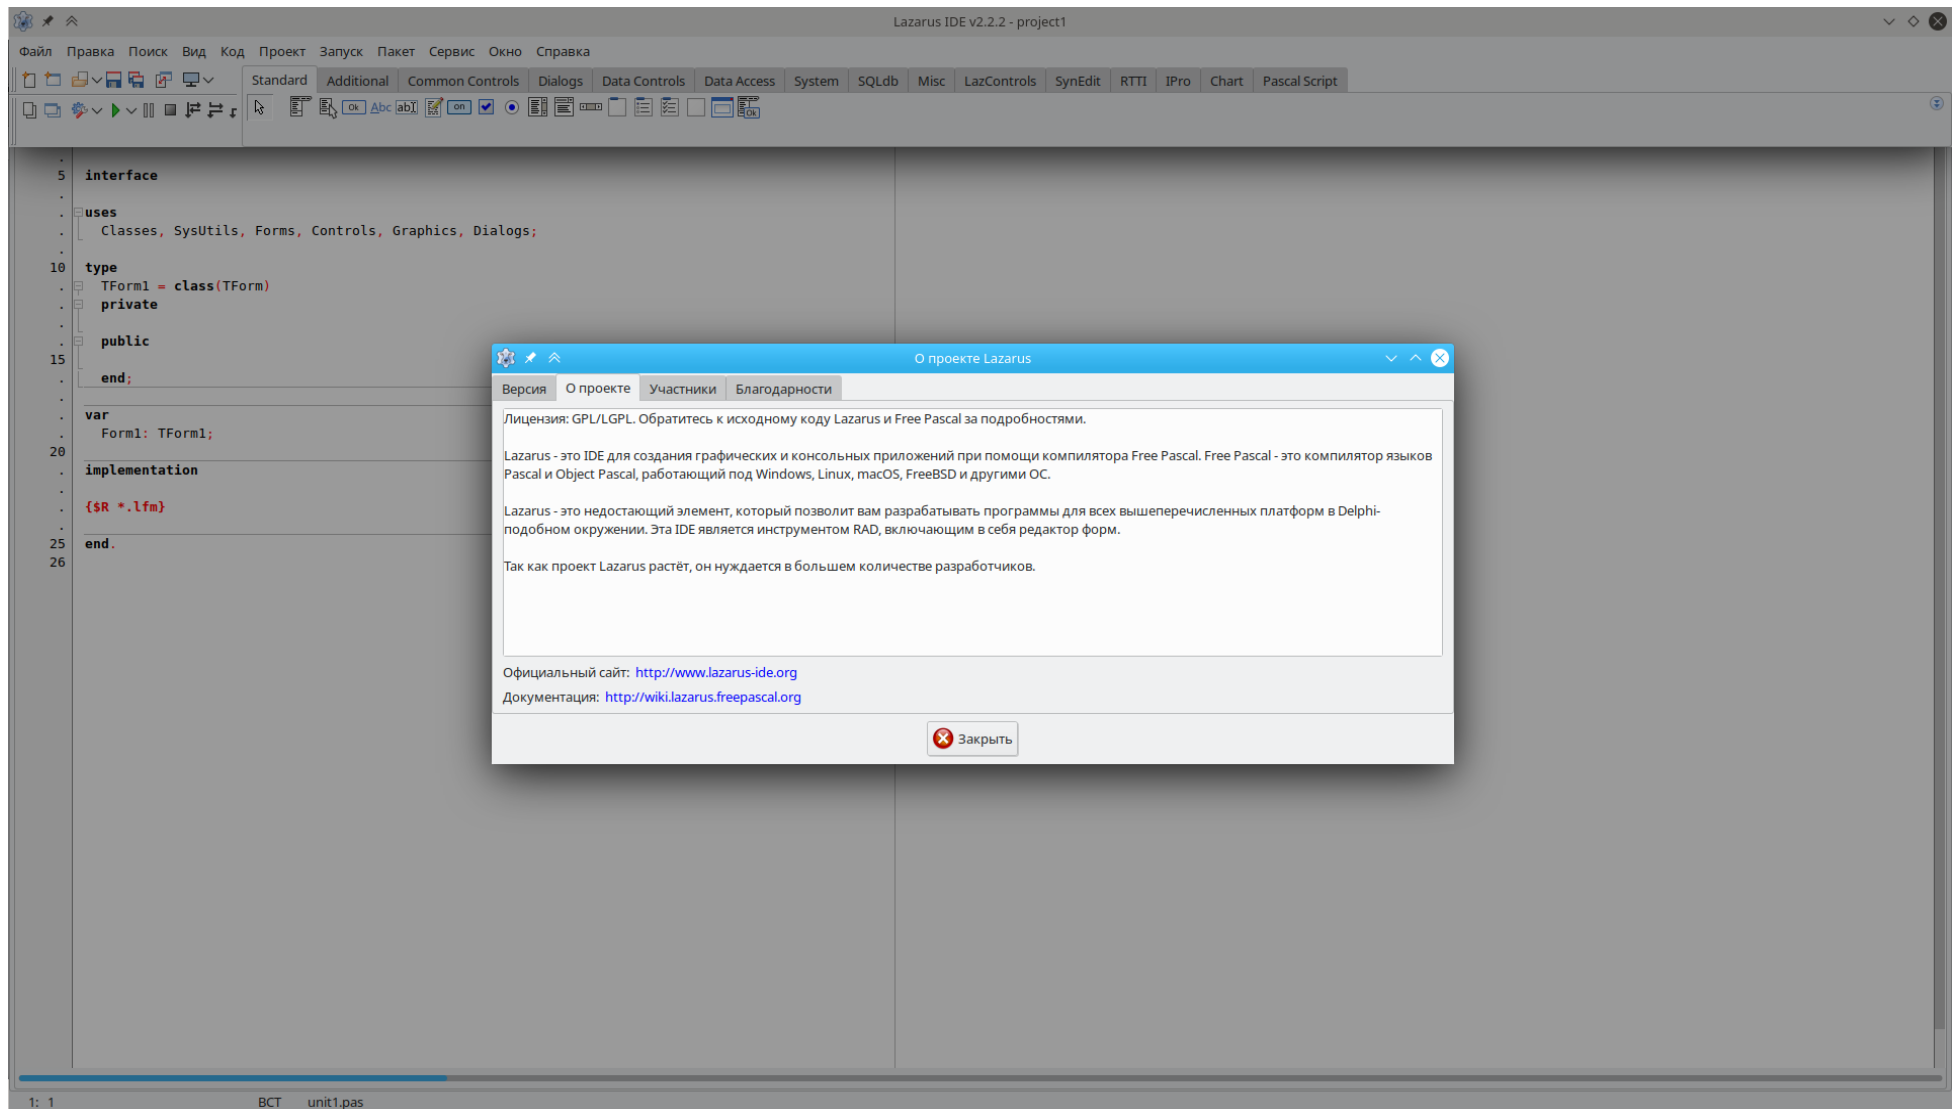 Lazarus IDE v2.2.2 - project1
Файл Правка Поиск Вид Код Проект Запуск Пакет Сервис Окно Справка
Standard Additional Common Controls Dialogs Data Controls Data Access System SQLdb Misc LazControls SynEdit RTTI IPro Chart Pascal Script
Ok Abc abI on Ok
5 interface
uses
Classes, SysUtils, Forms, Controls, Graphics, Dialogs;
10 type
TForm1 = class(TForm)
private
public
15
end;
var
Form1: TForm1;
20
implementation
{$R *.lfm}
25 end.
26
О проекте Lazarus
Версия О проекте Участники Благодарности
Лицензия: GPL/LGPL. Обратитесь к исходному коду Lazarus и Free Pascal за подробностями.
Lazarus - это IDE для создания графических и консольных приложений при помощи компилятора Free Pascal. Free Pascal - это компилятор языков
Pascal и Object Pascal, работающий под Windows, Linux, macOS, FreeBSD и другими ОС.
Lazarus - это недостающий элемент, который позволит вам разрабатывать программы для всех вышеперечисленных платформ в Delphi-
подобном окружении. Эта IDE является инструментом RAD, включающим в себя редактор форм.
Так как проект Lazarus растёт, он нуждается в большем количестве разработчиков.
Официальный сайт: http://www.lazarus-ide.org
Документация: http://wiki.lazarus.freepascal.org
Закрыть
1: 1 ВСТ unit1.pas